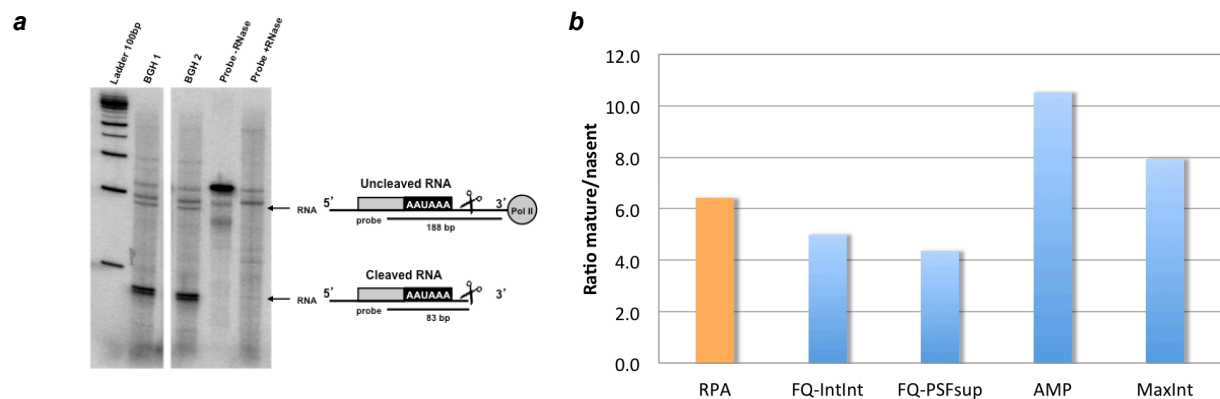 a
Ladder 100bp
BGH 1
BGH 2
Probe -RNase
Probe +RNase
Uncleaved RNA
RNA
5'
AAUAAA
3'
Pol II
probe
188 bp
Cleaved RNA
RNA
5'
AAUAAA
3'
probe
83 bp
b
Ratio mature/nasent
12.0
10.0
8.0
6.0
4.0
2.0
0.0
RPA
FQ-IntInt
FQ-PSFsup
AMP
MaxInt